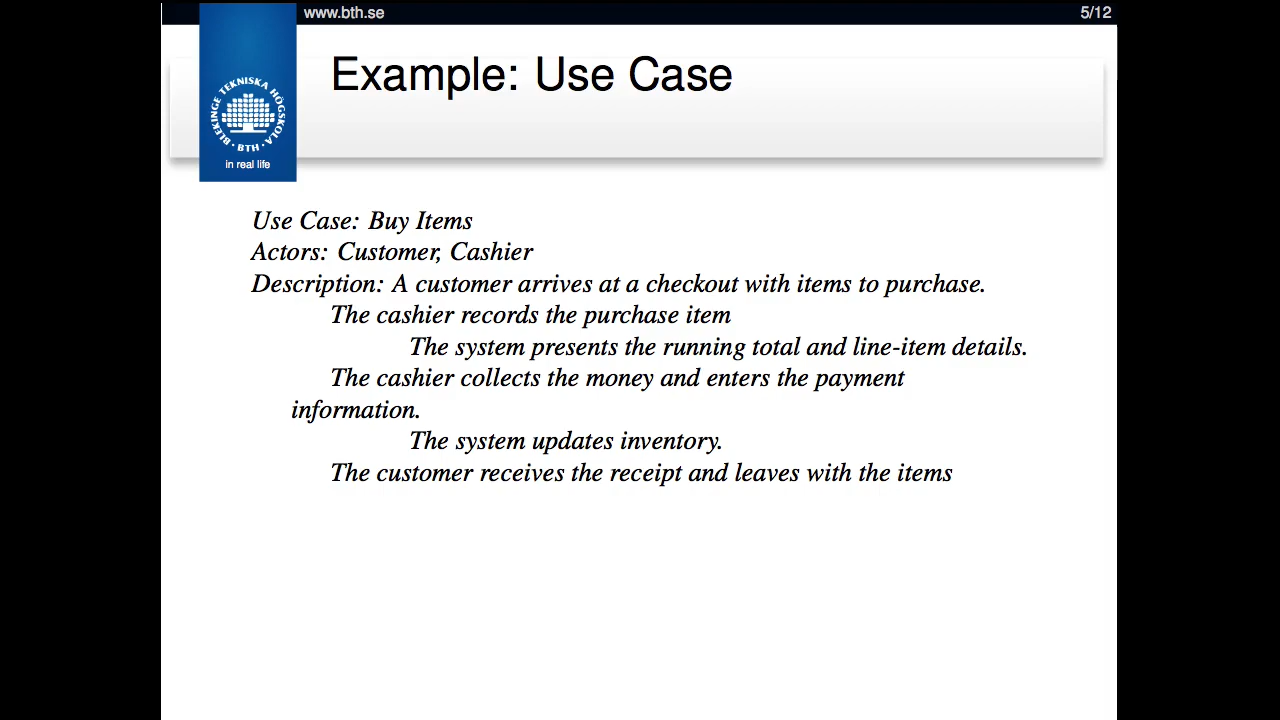 www.bth.se
5/12
Example: Use Case
BLEKINGE TEKNISKA HÖGSKOLA
· BTH ·
in real life
Use Case: Buy Items
Actors: Customer, Cashier
Description: A customer arrives at a checkout with items to purchase.
The cashier records the purchase item
The system presents the running total and line-item details.
The cashier collects the money and enters the payment
information.
The system updates inventory.
The customer receives the receipt and leaves with the items